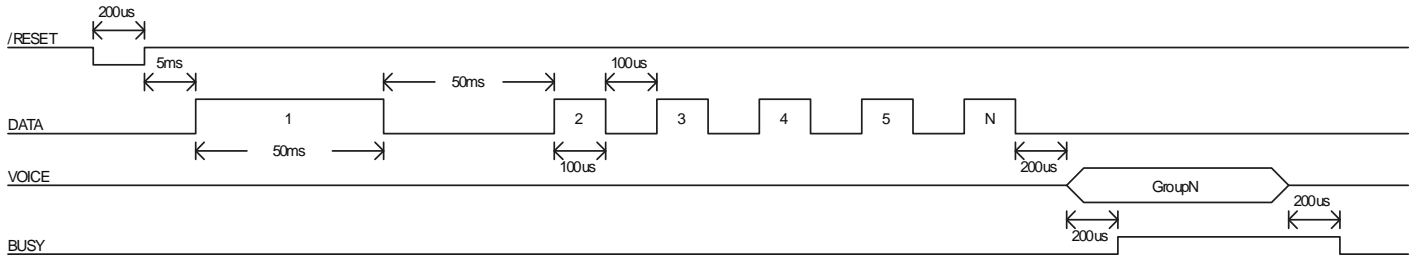 200us
/RESET
5ms
50ms
100us
1
2
3
4
5
N
DATA
50ms
100us
200us
VOICE
GroupN
200us
200us
BUSY